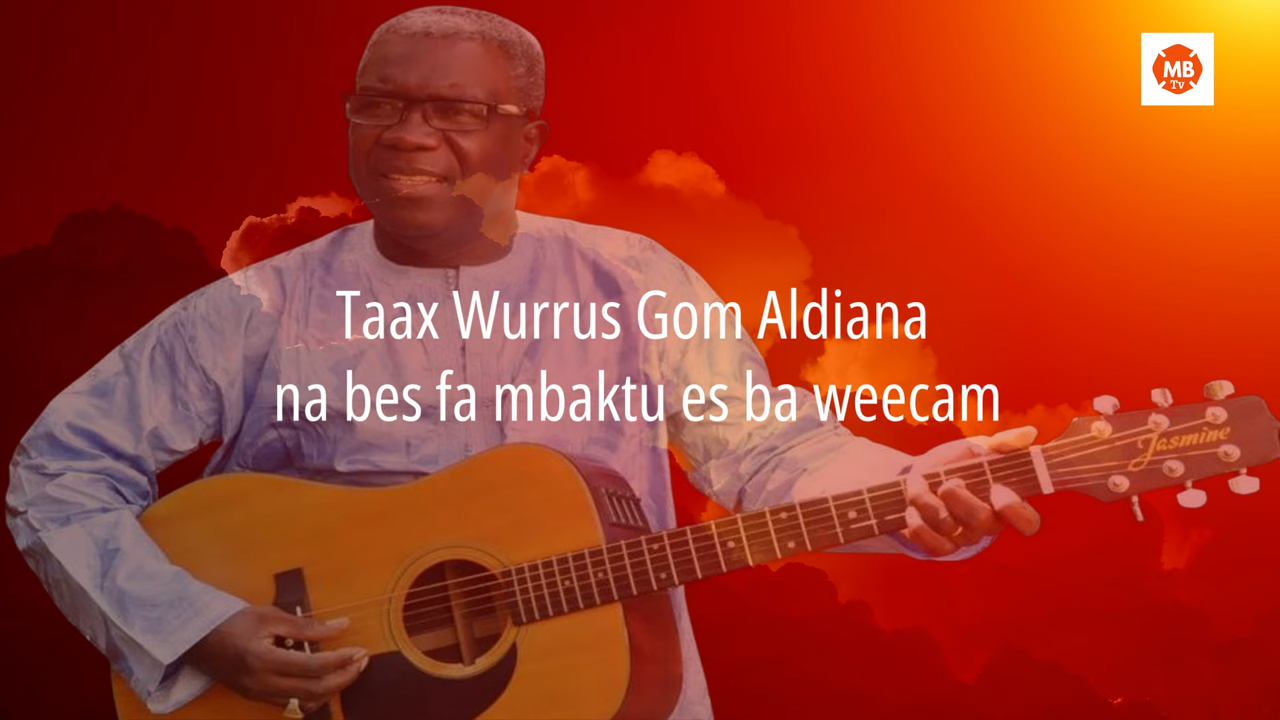 MB
Tv
Taax Wurrus Gom Aldiana
na bes fa mbaktu es ba weecam
Jasmine